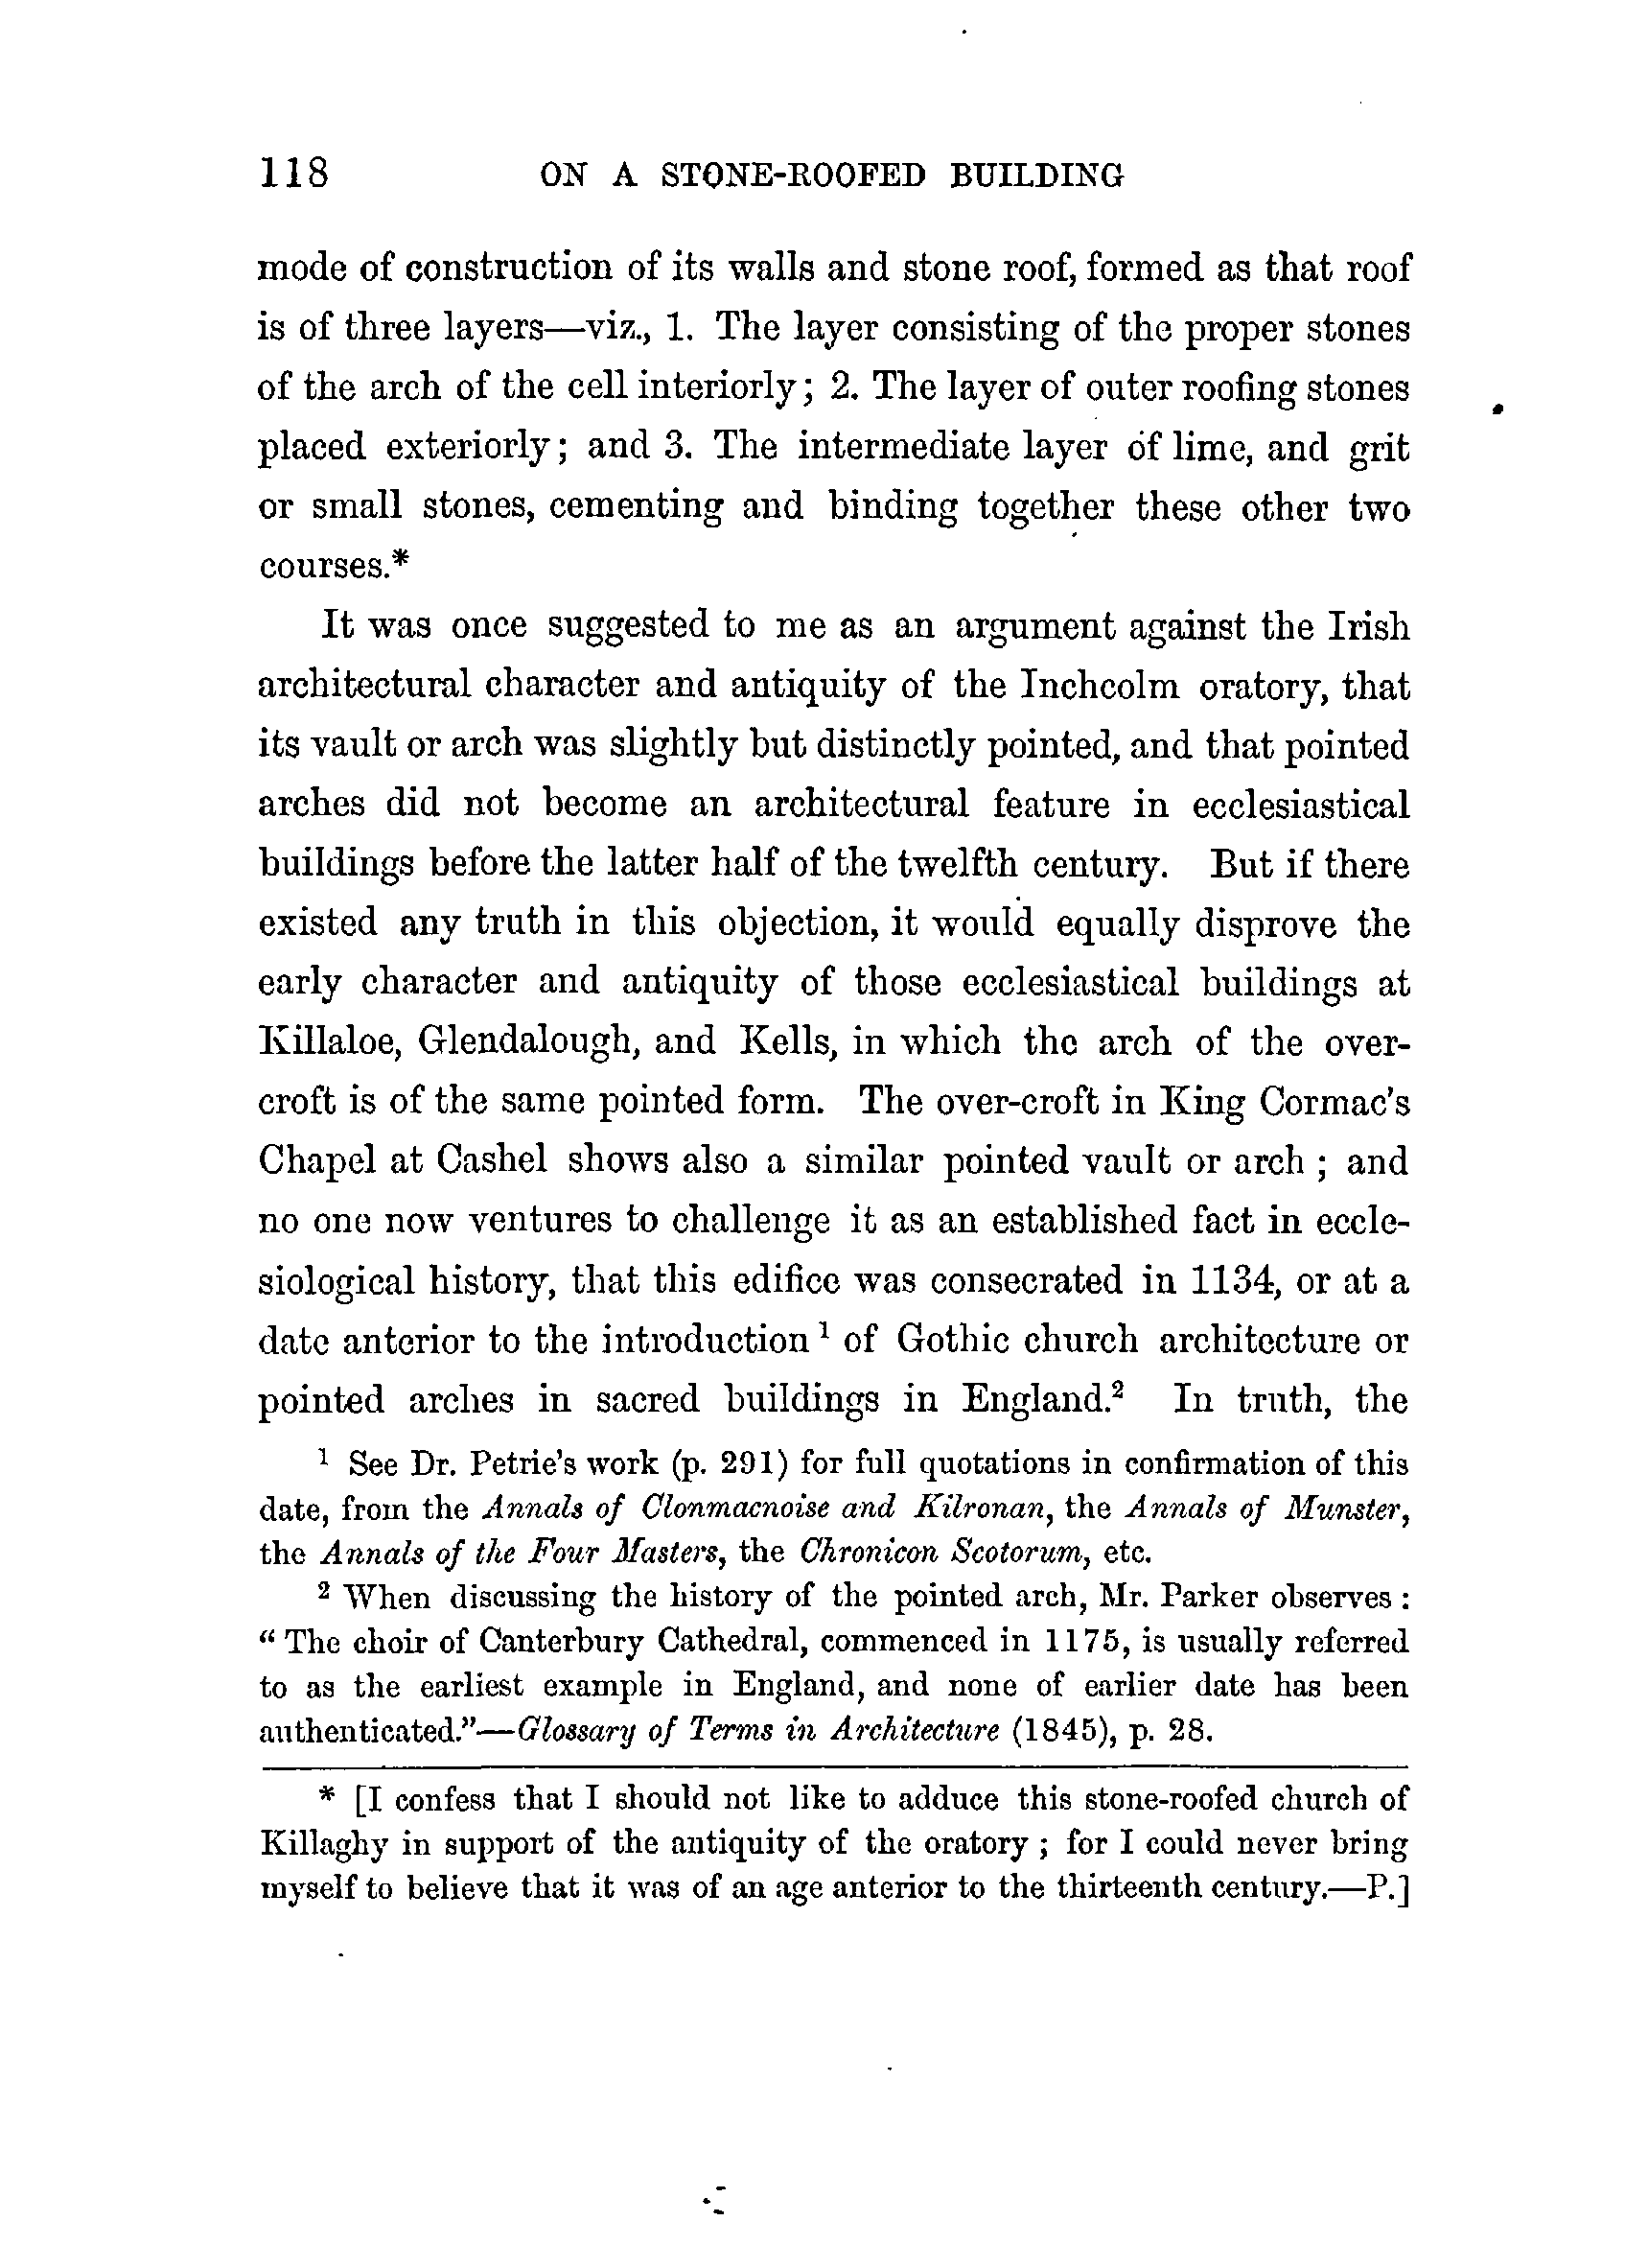 118 ON A STONE-ROOFED BUILDING
mode of construction of its walls and stone roof, formed as that roof
is of three layers—viz., 1. The layer consisting of the proper stones
of the arch of the cell interiorly; 2. The layer of outer roofing stones
placed exteriorly; and 3. The intermediate layer of lime, and grit
or small stones, cementing and binding together these other two
courses.*
It was once suggested to me as an argument against the Irish
architectural character and antiquity of the Inchcolm oratory, that
its vault or arch was slightly but distinctly pointed, and that pointed
arches did not become an architectural feature in ecclesiastical
buildings before the latter half of the twelfth century. But if there
existed any truth in this objection, it would equally disprove the
early character and antiquity of those ecclesiastical buildings at
Killaloe, Glendalough, and Kells, in which the arch of the over-
croft is of the same pointed form. The over-croft in King Cormac's
Chapel at Cashel shows also a similar pointed vault or arch ; and
no one now ventures to challenge it as an established fact in eccle-
siological history, that this edifice was consecrated in 1134, or at a
date anterior to the introduction ¹ of Gothic church architecture or
pointed arches in sacred buildings in England.² In truth, the
¹ See Dr. Petrie's work (p. 291) for full quotations in confirmation of this
date, from the Annals of Clonmacnoise and Kilronan, the Annals of Munster,
the Annals of the Four Masters, the Chronicon Scotorum, etc.
² When discussing the history of the pointed arch, Mr. Parker observes :
“ The choir of Canterbury Cathedral, commenced in 1175, is usually referred
to as the earliest example in England, and none of earlier date has been
authenticated.”—Glossary of Terms in Architecture (1845), p. 28.
* [I confess that I should not like to adduce this stone-roofed church of
Killaghy in support of the antiquity of the oratory ; for I could never bring
myself to believe that it was of an age anterior to the thirteenth century.—P.]